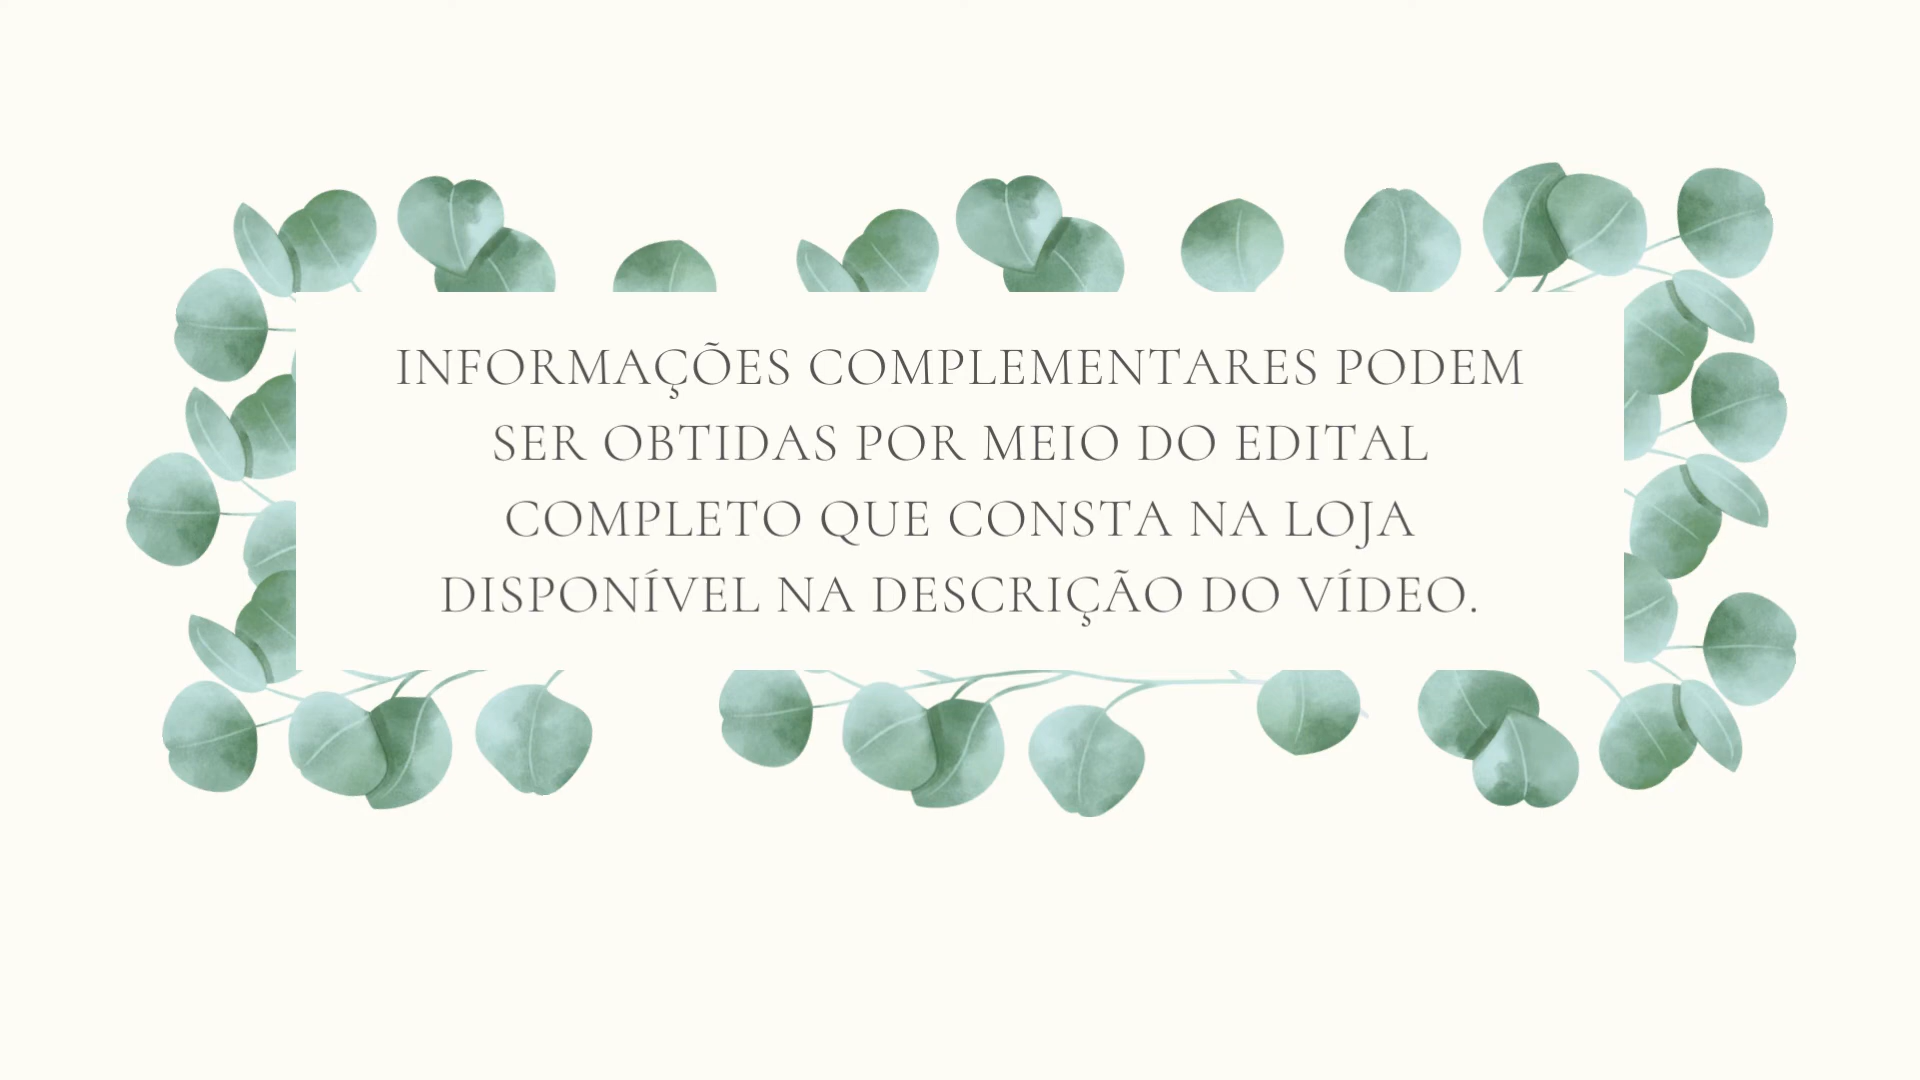 INFORMAÇÕES COMPLEMENTARES PODEM
SER OBTIDAS POR MEIO DO EDITAL
COMPLETO QUE CONSTA NA LOJA
DISPONÍVEL NA DESCRIÇÃO DO VÍDEO.